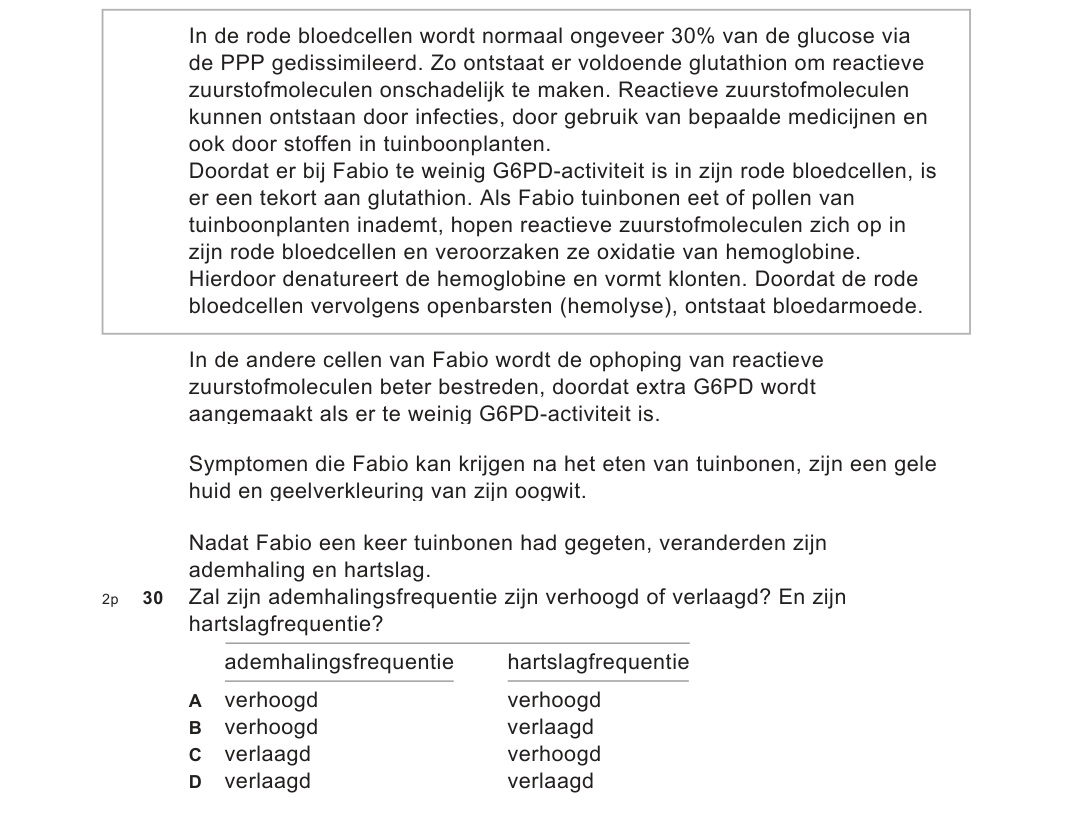 In de rode bloedcellen wordt normaal ongeveer 30% van de glucose via
de PPP gedissimileerd. Zo ontstaat er voldoende glutathion om reactieve
zuurstofmoleculen onschadelijk te maken. Reactieve zuurstofmoleculen
kunnen ontstaan door infecties, door gebruik van bepaalde medicijnen en
ook door stoffen in tuinboonplanten.
Doordat er bij Fabio te weinig G6PD-activiteit is in zijn rode bloedcellen, is
er een tekort aan glutathion. Als Fabio tuinbonen eet of pollen van
tuinboonplanten inademt, hopen reactieve zuurstofmoleculen zich op in
zijn rode bloedcellen en veroorzaken ze oxidatie van hemoglobine.
Hierdoor denatureert de hemoglobine en vormt klonten. Doordat de rode
bloedcellen vervolgens openbarsten (hemolyse), ontstaat bloedarmoede.
In de andere cellen van Fabio wordt de ophoping van reactieve
zuurstofmoleculen beter bestreden, doordat extra G6PD wordt
aangemaakt als er te weinig G6PD-activiteit is.
Symptomen die Fabio kan krijgen na het eten van tuinbonen, zijn een gele
huid en geelverkleuring van zijn oogwit.
Nadat Fabio een keer tuinbonen had gegeten, veranderden zijn
ademhaling en hartslag.
2p 30 Zal zijn ademhalingsfrequentie zijn verhoogd of verlaagd? En zijn
hartslagfrequentie?
ademhalingsfrequentie hartslagfrequentie
A verhoogd verhoogd
B verhoogd verlaagd
C verlaagd verhoogd
D verlaagd verlaagd